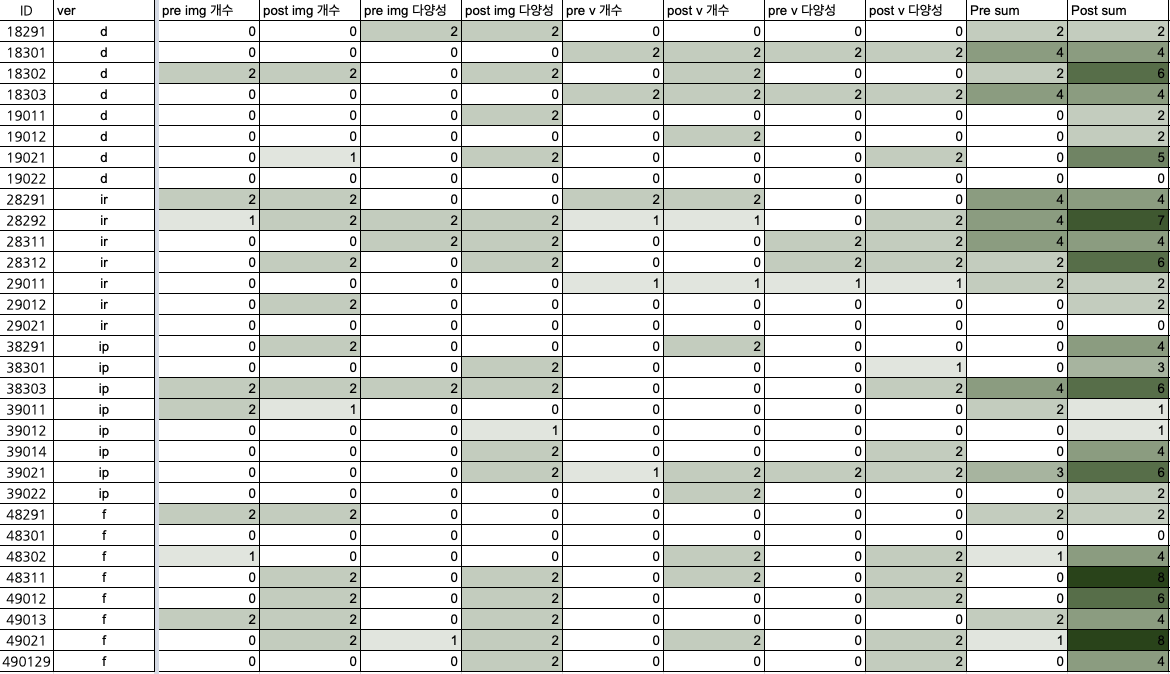 ID ver pre img 개수 post img 개수 pre img 다양성 post img 다양성 pre v 개수 post v 개수 pre v 다양성 post v 다양성 Pre sum Post sum
18291 d 0 0 2 2 0 0 0 0 2 2
18301 d 0 0 0 0 2 2 2 2 4 4
18302 d 2 2 0 2 0 2 0 0 2 6
18303 d 0 0 0 0 2 2 2 2 4 4
19011 d 0 0 0 2 0 0 0 0 0 2
19012 d 0 0 0 0 0 2 0 0 0 2
19021 d 0 1 0 2 0 0 0 2 0 5
19022 d 0 0 0 0 0 0 0 0 0 0
28291 ir 2 2 0 0 2 2 0 0 4 4
28292 ir 1 2 2 2 1 1 0 2 4 7
28311 ir 0 0 2 2 0 0 2 2 4 4
28312 ir 0 2 0 2 0 0 2 2 2 6
29011 ir 0 0 0 0 1 1 1 1 2 2
29012 ir 0 2 0 0 0 0 0 0 0 2
29021 ir 0 0 0 0 0 0 0 0 0 0
38291 ip 0 2 0 0 0 2 0 0 0 4
38301 ip 0 0 0 2 0 0 0 1 0 3
38303 ip 2 2 2 2 0 0 0 2 4 6
39011 ip 2 1 0 0 0 0 0 0 2 1
39012 ip 0 0 0 1 0 0 0 0 0 1
39014 ip 0 0 0 2 0 0 0 2 0 4
39021 ip 0 0 0 2 1 2 2 2 3 6
39022 ip 0 0 0 0 0 2 0 0 0 2
48291 f 2 2 0 0 0 0 0 0 2 2
48301 f 0 0 0 0 0 0 0 0 0 0
48302 f 1 0 0 0 0 2 0 2 1 4
48311 f 0 2 0 2 0 2 0 2 0 8
49012 f 0 2 0 2 0 0 0 2 0 6
49013 f 2 2 0 2 0 0 0 0 2 4
49021 f 0 2 1 2 0 2 0 2 1 8
490129 f 0 0 0 2 0 0 0 2 0 4